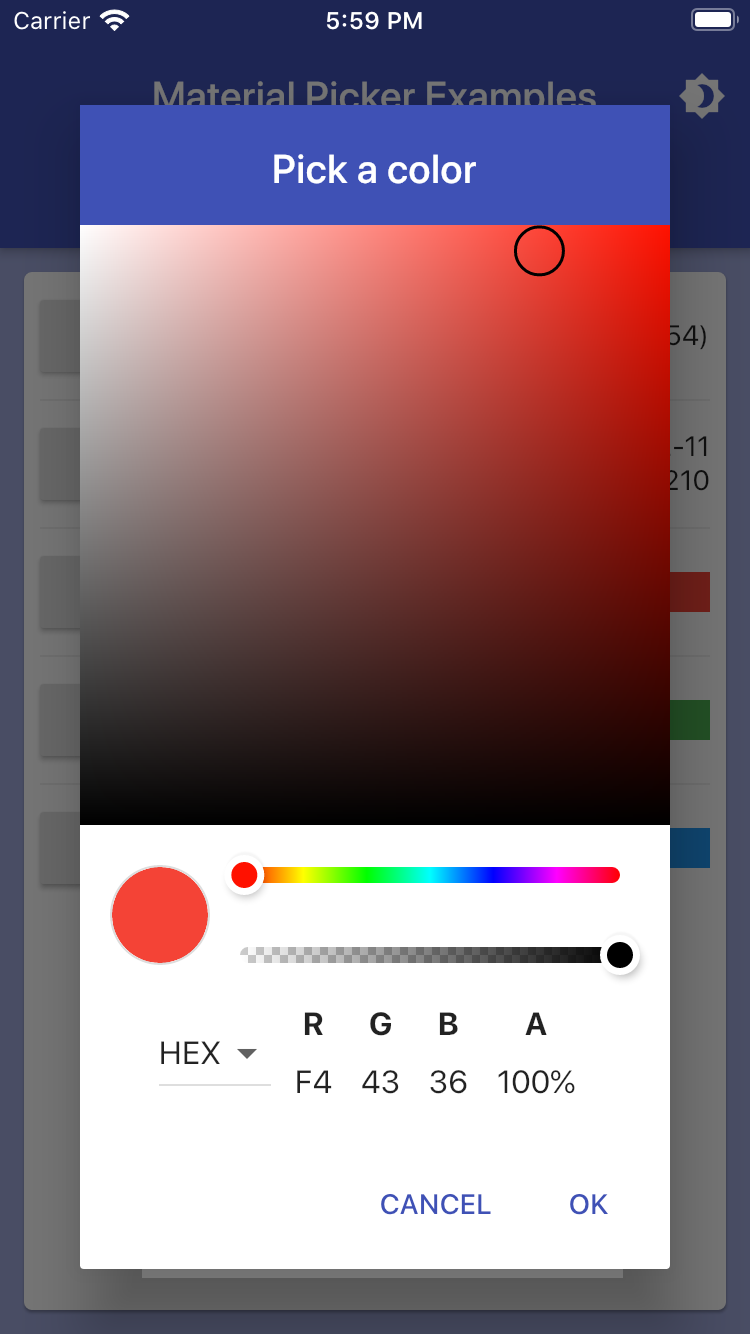 Carrier 5:59 PM
Material Picker Examples
Pick a color
54)
-11
210
R G B A
HEX
F4 43 36 100%
CANCEL OK